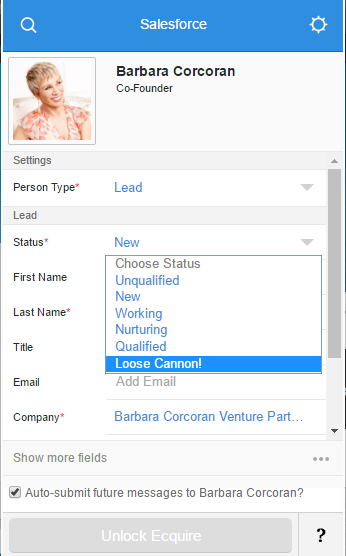 Salesforce
Barbara Corcoran
Co-Founder
Settings
Person Type* Lead
Lead
Status* New
Choose Status
Unqualified
First Name
New
Working
Last Name*
Nurturing
Title
Qualified
Loose Cannon!
Email Add Email
Company* Barbara Corcoran Venture Part...
Show more fields
Auto-submit future messages to Barbara Corcoran?
Unlock Ecquire ?